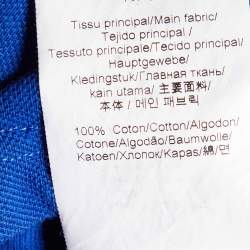 Tissu principal/Main fabric/
Tejido principal /
Tessuto principale/Tecido principal/
Hauptgewebe/
Kledingstuk/Главная ткань/
kain utama/ 主要面料/
本体 / 메인 패브릭
100% Coton/Cotton/Algodon/
Cotone/Algodão/Baumwolle/
Katoen/Хлопок/Kapas/綿/면